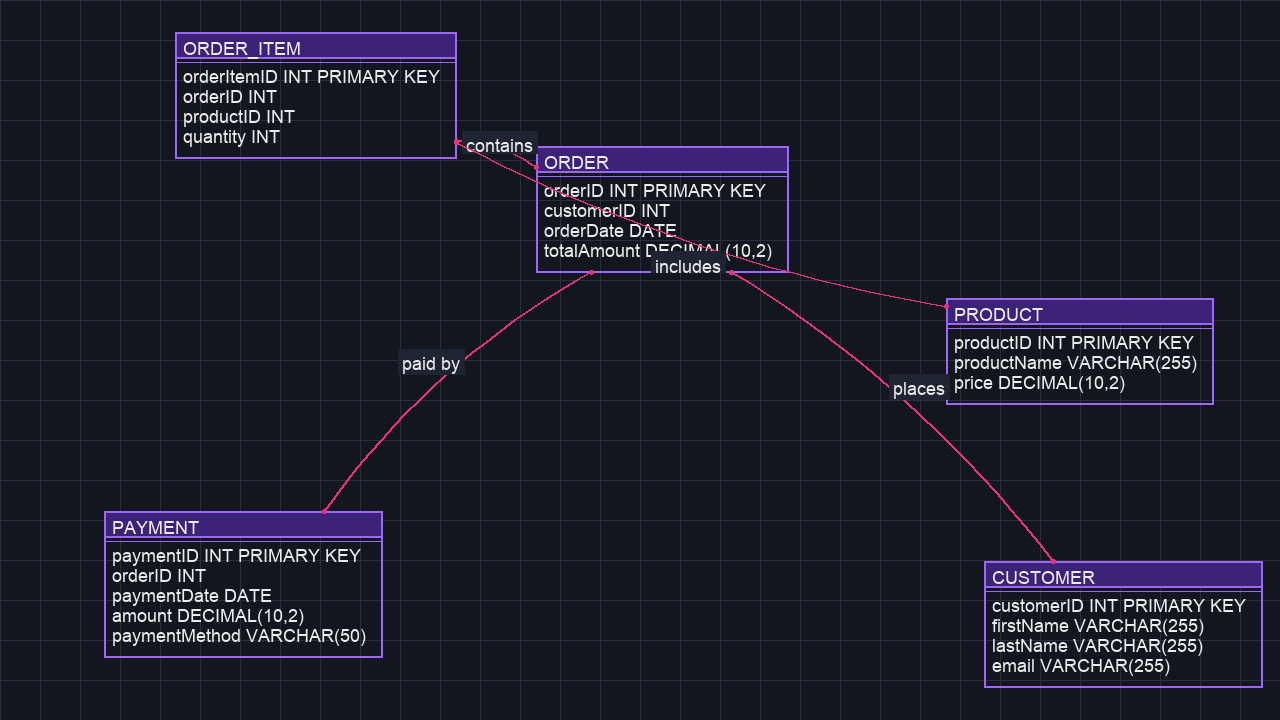 ORDER_ITEM
orderItemID INT PRIMARY KEY
orderID INT
productID INT
quantity INT
contains
ORDER
orderID INT PRIMARY KEY
customerID INT
orderDate DATE
totalAmount DECIMAL(10,2)
includes
PRODUCT
productID INT PRIMARY KEY
productName VARCHAR(255)
price DECIMAL(10,2)
paid by
places
PAYMENT
paymentID INT PRIMARY KEY
orderID INT
paymentDate DATE
amount DECIMAL(10,2)
paymentMethod VARCHAR(50)
CUSTOMER
customerID INT PRIMARY KEY
firstName VARCHAR(255)
lastName VARCHAR(255)
email VARCHAR(255)